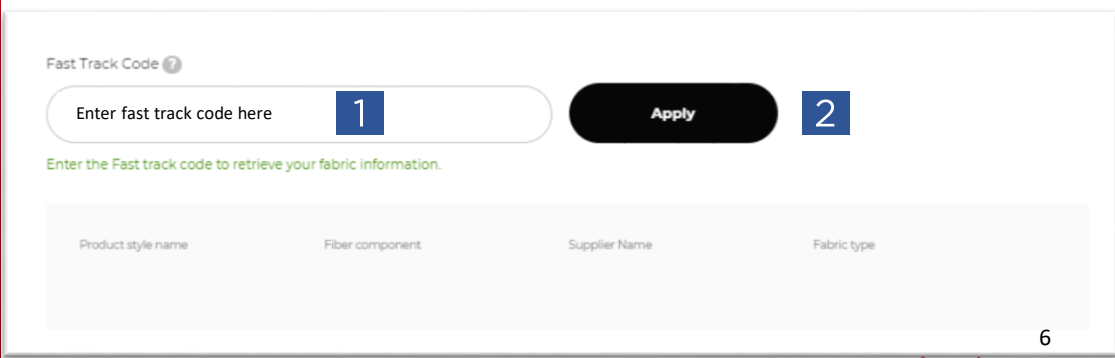 Fast Track Code ?
Enter fast track code here 1 Apply 2
Enter the Fast track code to retrieve your fabric information.
Product style name Fiber component Supplier Name Fabric type
6